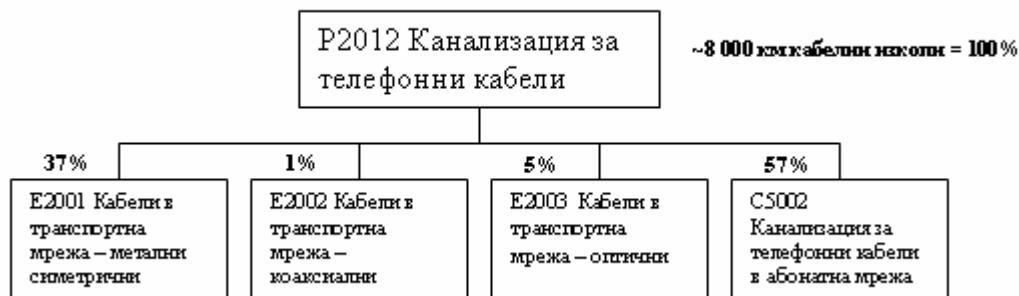 P2012 Канализация за
телефонни кабели
~8 000 км кабелни изкопи = 100%
37%
1%
5%
57%
E2001 Кабели в
транспортна
мрежа – метални
симетрични
E2002 Кабели в
транспортна
мрежа –
коаксиални
E2003 Кабели в
транспортна
мрежа – оптични
C5002
Канализация за
телефонни кабели
в абонатна мрежа